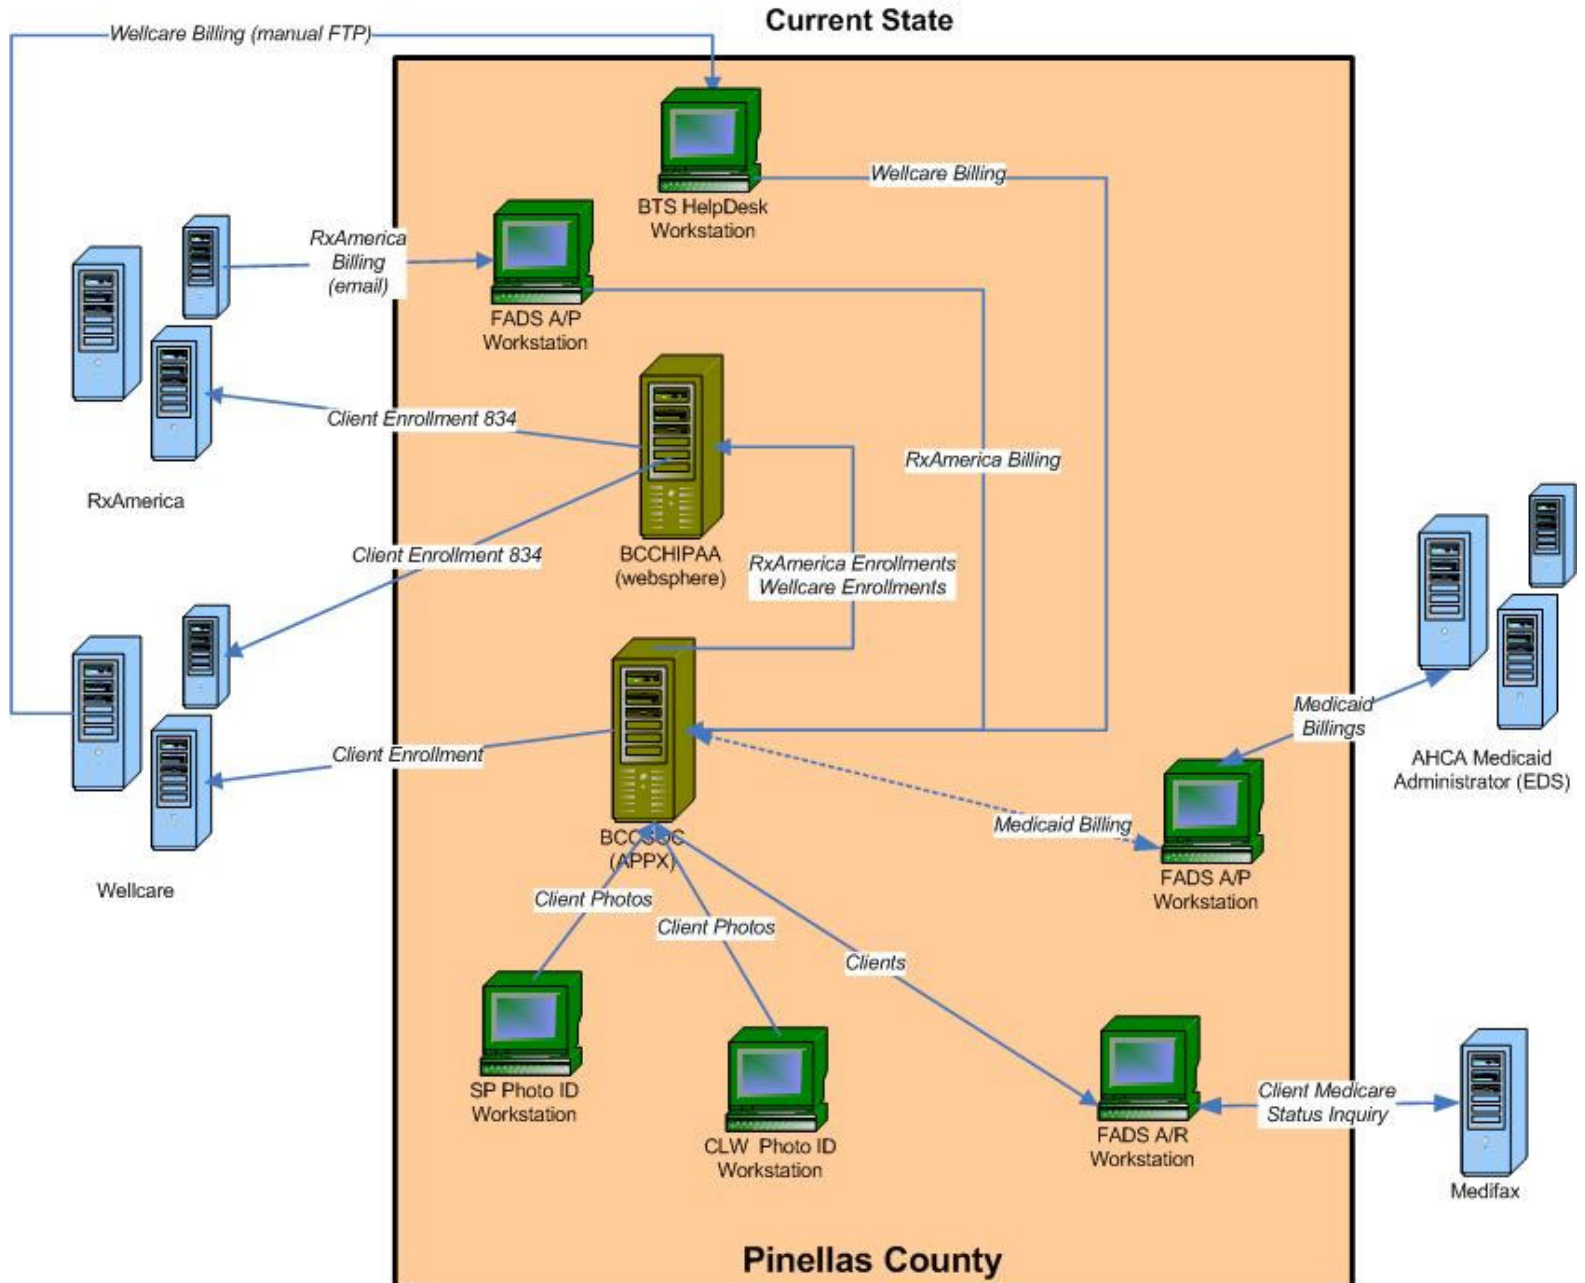 Current State
Wellcare Billing (manual FTP)
Wellcare Billing
BTS HelpDesk
Workstation
RxAmerica
Billing
(email)
FADS A/P
Workstation
Client Enrollment 834
RxAmerica Billing
RxAmerica
Client Enrollment 834
BCCHIPAA
(websphere)
RxAmerica Enrollments
Wellcare Enrollments
Medicaid
Billings
AHCA Medicaid
Administrator (EDS)
Client Enrollment
Medicaid Billing
BCCSOC
(APPX)
FADS A/P
Workstation
Wellcare
Client Photos
Client Photos
Clients
SP Photo ID
Workstation
CLW Photo ID
Workstation
FADS A/R
Workstation
Client Medicare
Status Inquiry
Medifax
Pinellas County